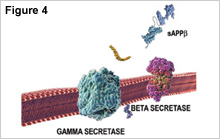 Figure 4
sAPPβ
BETA SECRETASE
GAMMA SECRETASE